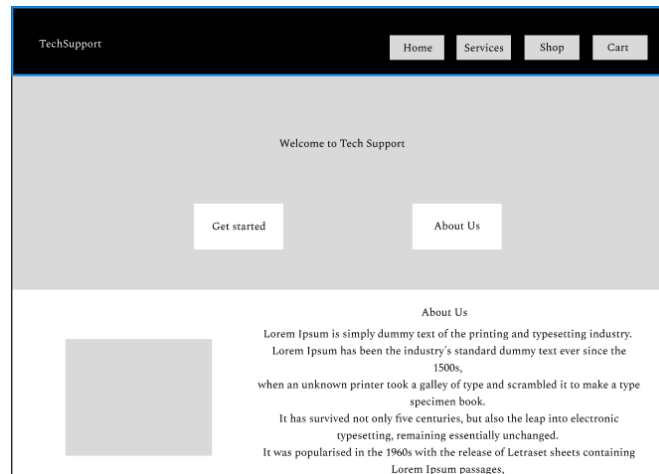 TechSupport
Home
Services
Shop
Cart
Welcome to Tech Support
Get started
About Us
About Us
Lorem Ipsum is simply dummy text of the printing and typesetting industry.
Lorem Ipsum has been the industry's standard dummy text ever since the
1500s,
when an unknown printer took a galley of type and scrambled it to make a type
specimen book.
It has survived not only five centuries, but also the leap into electronic
typesetting, remaining essentially unchanged.
It was popularised in the 1960s with the release of Letraset sheets containing
Lorem Ipsum passages,